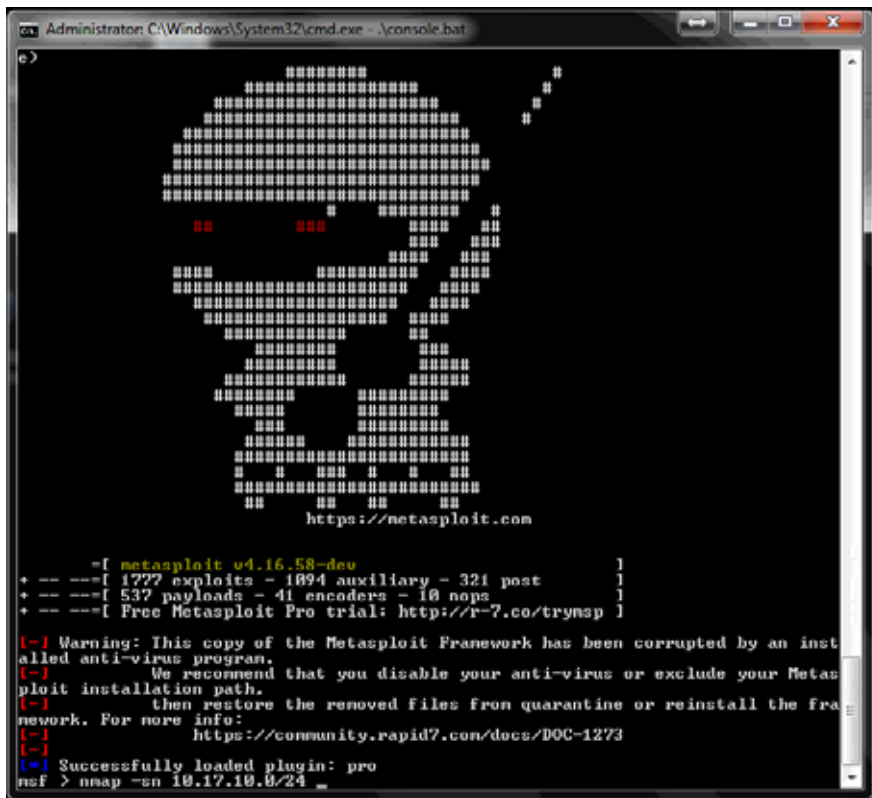 Administrator: C:\Windows\System32\cmd.exe - .\console.bat
e>
https://metasploit.com
=[ metasploit v4.16.58-dev ]
+ -- --=[ 1777 exploits - 1094 auxiliary - 321 post ]
+ -- --=[ 537 payloads - 41 encoders - 10 nops ]
+ -- --=[ Free Metasploit Pro trial: http://r-7.co/trymsp ]
[-] Warning: This copy of the Metasploit Framework has been corrupted by an inst
alled anti-virus program.
[-] We recommend that you disable your anti-virus or exclude your Metas
ploit installation path.
[-] then restore the removed files from quarantine or reinstall the fra
mework. For more info:
[-] https://community.rapid7.com/docs/DOC-1273
[-]
[*] Successfully loaded plugin: pro
msf > nmap -sn 10.17.10.0/24 _